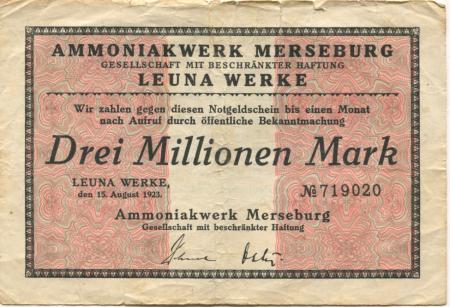 AMMONIAKWERK MERSEBURG
GESELLSCHAFT MIT BESCHRÄNKTER HAFTUNG
LEUNA WERKE
Wir zahlen gegen diesen Notgeldschein bis einen Monat
nach Aufruf durch öffentliche Bekanntmachung
Drei Millionen Mark
LEUNA WERKE,
den 15. August 1923.
№ 719020
Ammoniakwerk Merseburg
Gesellschaft mit beschränkter Haftung